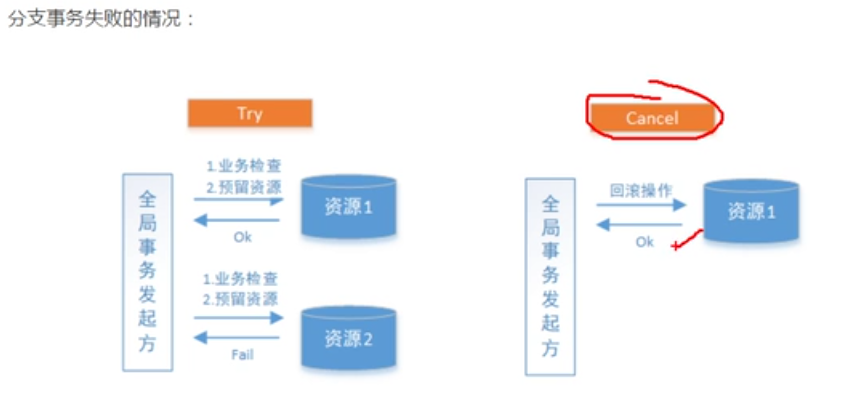 分支事务失败的情况：
Try
1.业务检查
2.预留资源
全局事务发起方
资源1
Ok
1.业务检查
2.预留资源
资源2
Fail
Cancel
全局事务发起方
回滚操作
资源1
Ok